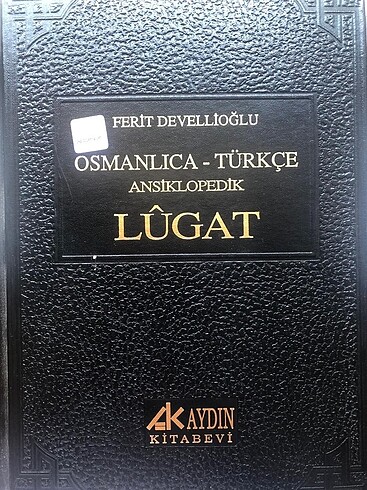 FERİT DEVELLİOĞLU
OSMANLICA - TÜRKÇE
ANSİKLOPEDİK
LÛGAT
AK AYDIN
KİTABEVİ